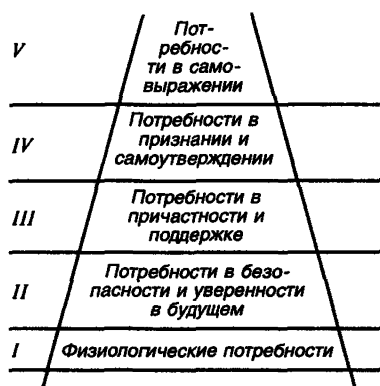 V
Пот-
ребнос-
ти в само-
выражении
IV
Потребности в
признании и
самоутверждении
III
Потребности в
причастности и
поддержке
II
Потребности в безо-
пасности и уверенности
в будущем
I Физиологические потребности